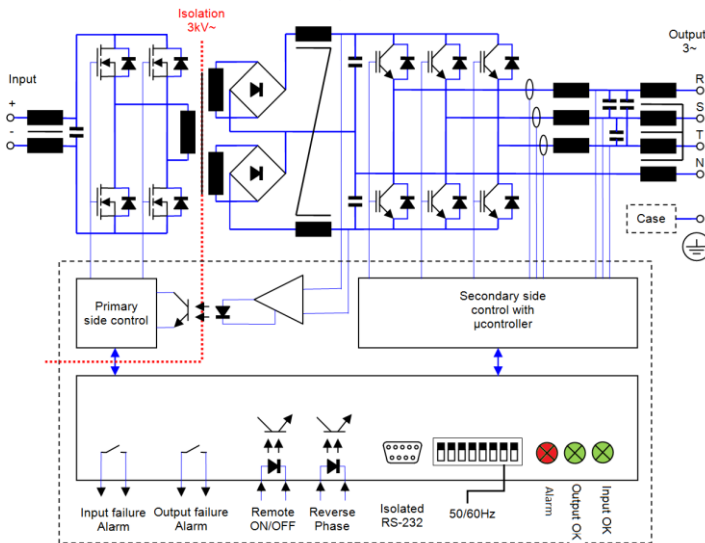 Isolation
3kV~
Output
3~
Input
+
-
R
S
T
N
Case
Primary
side control
Secondary side
control with
µcontroller
Input failure
Alarm
Output failure
Alarm
Remote
ON/OFF
Reverse
Phase
Isolated
RS-232
50/60Hz
Alarm
Output OK
Input OK